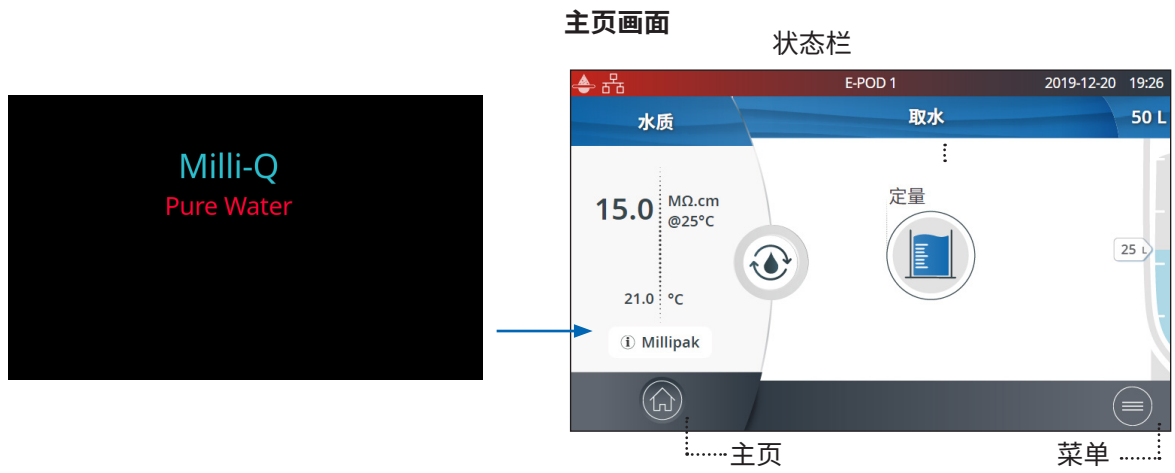 主页画面
状态栏
Milli-Q
Pure Water
E-POD 1
2019-12-20 19:26
水质
取水
50 L
定量
15.0
MΩ.cm
@25°C
25 L
21.0 °C
i Millipak
主页
菜单